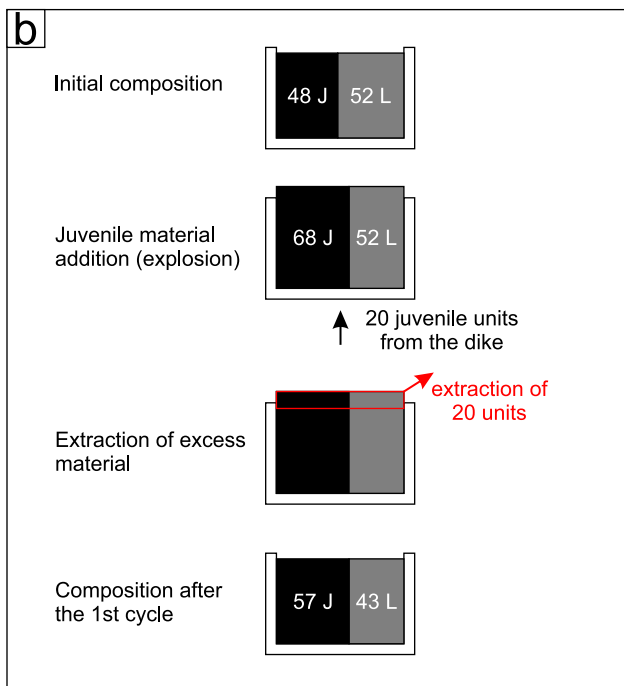 b
Initial composition
48 J
52 L
Juvenile material
addition (explosion)
68 J
52 L
20 juvenile units
from the dike
extraction of
20 units
Extraction of excess
material
Composition after
the 1st cycle
57 J
43 L